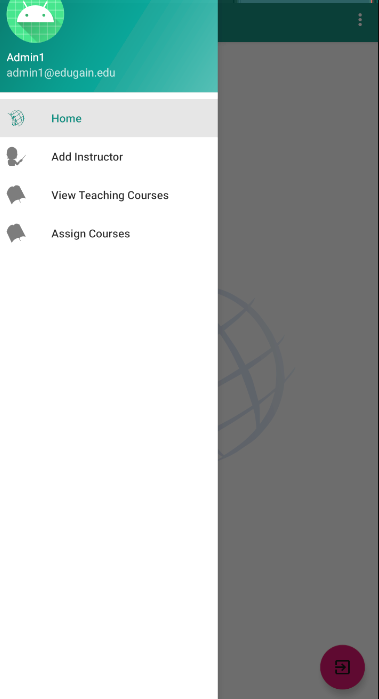 Admin1
admin1@edugain.edu
Home
Add Instructor
View Teaching Courses
Assign Courses